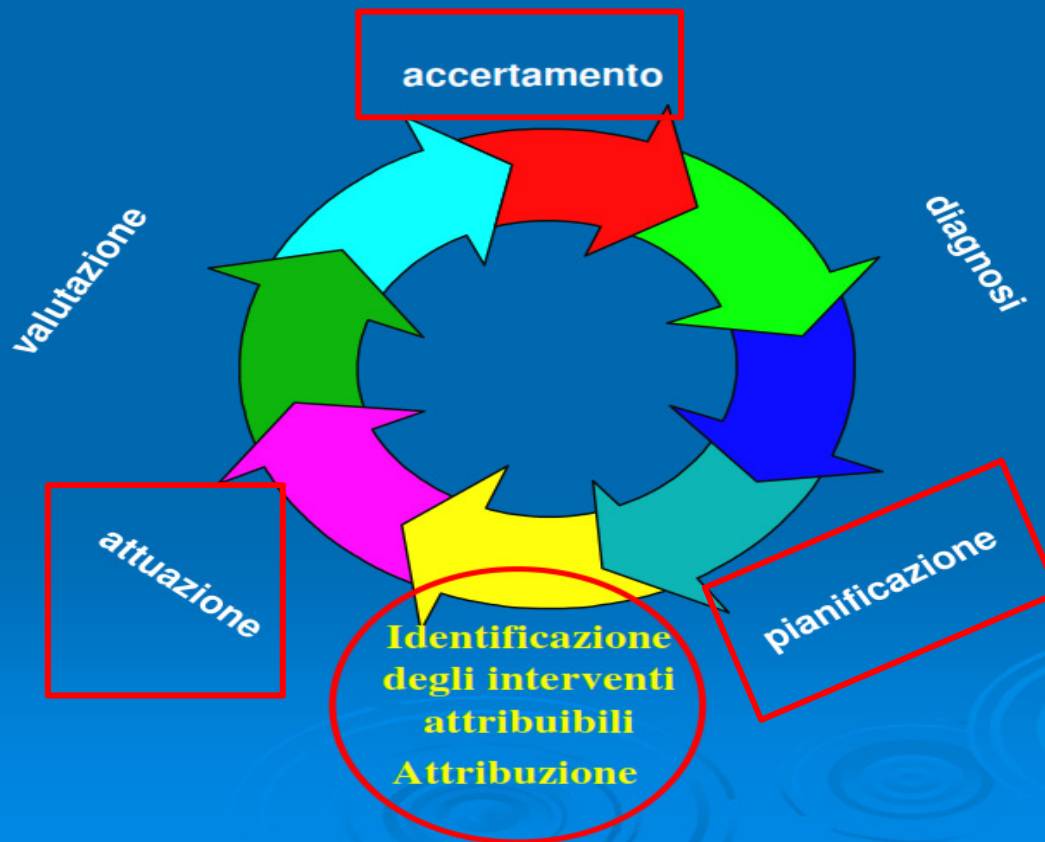 accertamento
diagnosi
pianificazione
Identificazione
degli interventi
attribuibili
Attribuzione
attuazione
valutazione